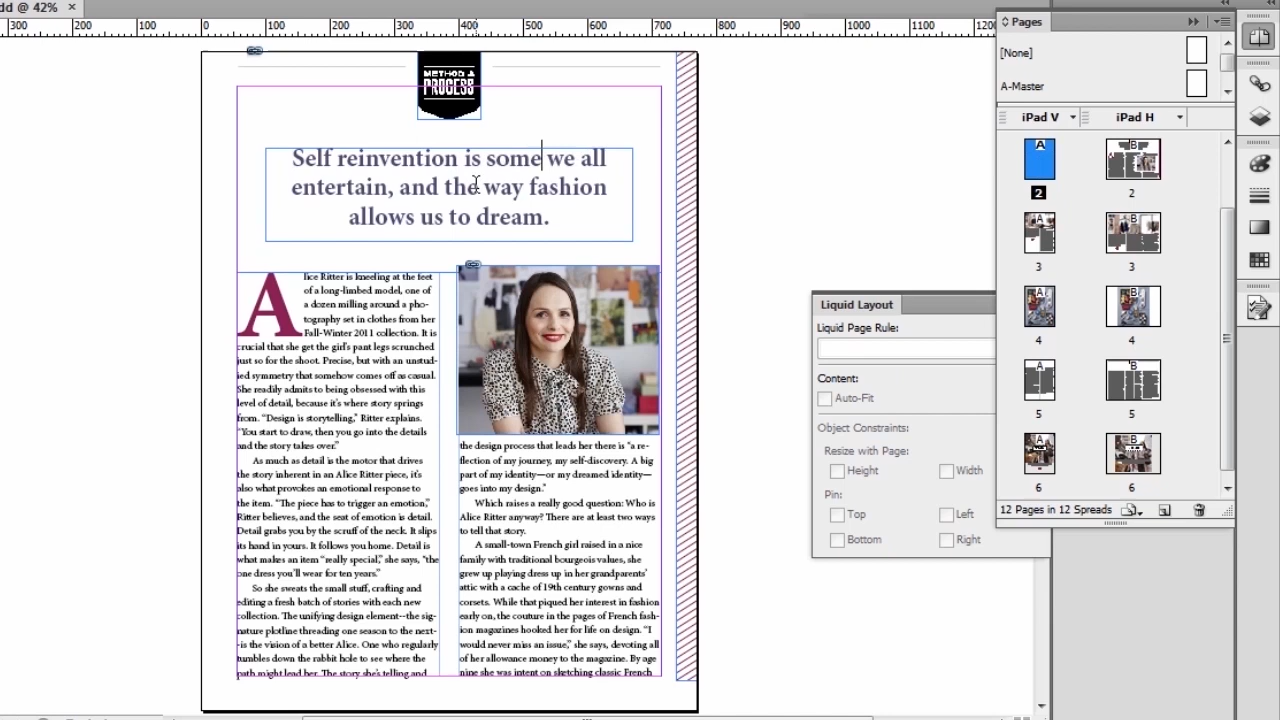 dd @ 42% ×
300 200 100 0 100 200 300 400 500 600 700 800 900 1000 1100 120
METHOD &
PROCESS
Self reinvention is some we all
entertain, and the way fashion
allows us to dream.
Alice Ritter is kneeling at the feet
of a long-limbed model, one of
a dozen milling around a pho-
tography set in clothes from her
Fall-Winter 2011 collection. It is
crucial that she get the girl's pant legs scrunched
just so for the shoot. Precise, but with an unstud-
ied symmetry that somehow comes off as casual.
She readily admits to being obsessed with this
level of detail, because it's where story springs
from. “Design is storytelling,” Ritter explains.
“You start to draw, then you go into the details
and the story takes over.”
As much as detail is the motor that drives
the story inherent in an Alice Ritter piece, it's
also what provokes an emotional response to
the item. “The piece has to trigger an emotion,”
Ritter believes, and the seat of emotion is detail.
Detail grabs you by the scruff of the neck. It slips
its hand in yours. It follows you home. Detail is
what makes an item “really special,” she says, “the
one dress you'll wear for ten years.”
So she sweats the small stuff, crafting and
editing a fresh batch of stories with each new
collection. The unifying design element--the sig-
nature plotline threading one season to the next-
-is the vision of a better Alice. One who regularly
tumbles down the rabbit hole to see where the
path might lead her. The story she's telling and
the design process that leads her there is “a re-
flection of my journey, my self-discovery. A big
part of my identity—or my dreamed identity—
goes into my design.”
Which raises a really good question: Who is
Alice Ritter anyway? There are at least two ways
to tell that story.
A small-town French girl raised in a nice
family with traditional bourgeois values, she
grew up playing dress up in her grandparents'
attic with a cache of 19th century gowns and
corsets. While that piqued her interest in fashion
early on, the couture in the pages of French fash-
ion magazines hooked her for life on design. “I
would never miss an issue,” she says, devoting all
of her allowance money to the magazine. By age
nine she was intent on sketching classic French
Liquid Layout
Liquid Page Rule:
Content:
Auto-Fit
Object Constraints:
Resize with Page:
Height Width
Pin:
Top Left
Bottom Right
Pages
[None]
A-Master
iPad V iPad H
A B
2 2
A B
3 3
A B
4 4
A B
5 5
A B
6 6
12 Pages in 12 Spreads